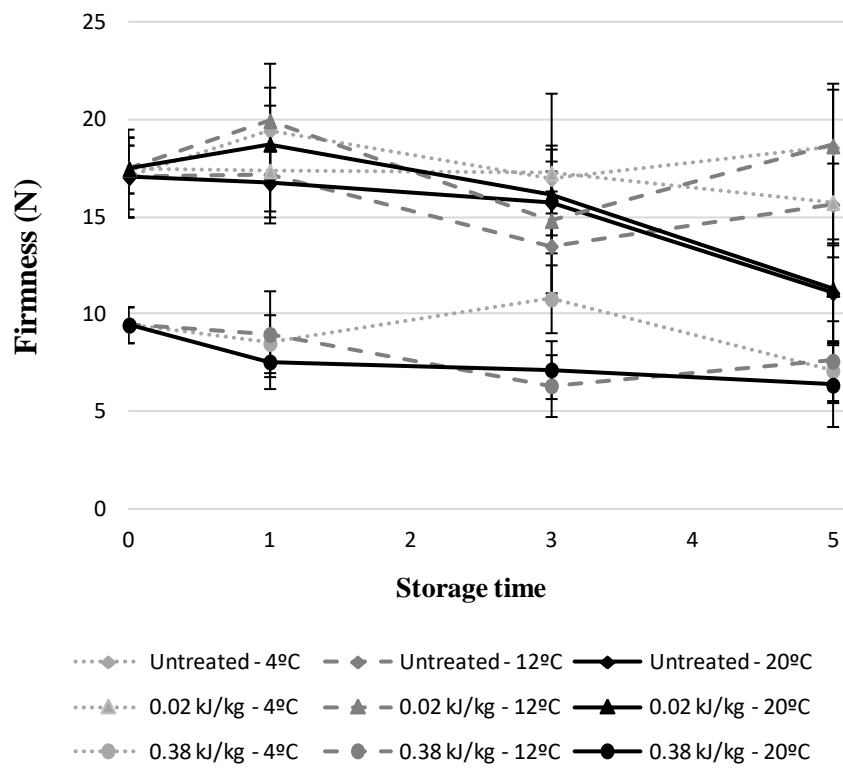 25
20
15
10
5
0
Firmness (N)
0 1 2 3 4 5
Storage time
Untreated - 4ºC Untreated - 12ºC Untreated - 20ºC
0.02 kJ/kg - 4ºC 0.02 kJ/kg - 12ºC 0.02 kJ/kg - 20ºC
0.38 kJ/kg - 4ºC 0.38 kJ/kg - 12ºC 0.38 kJ/kg - 20ºC